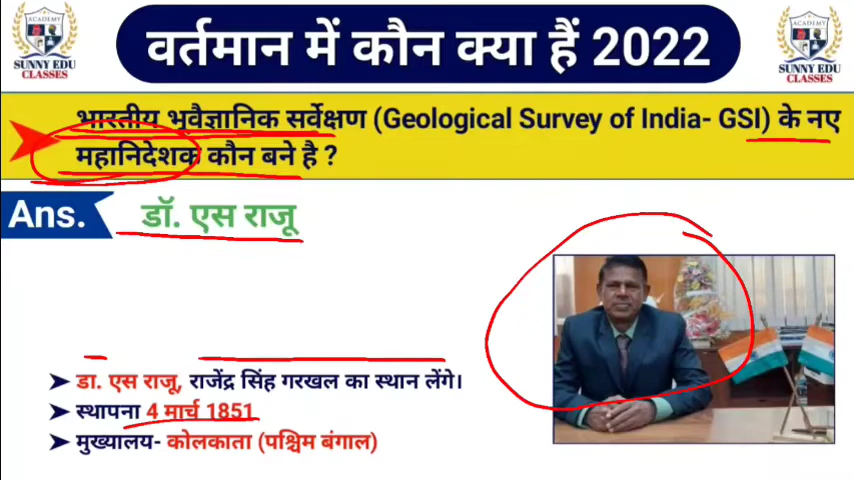 ACADEMY
SUNNY EDU
CLASSES
वर्तमान में कौन क्या हैं 2022
ACADEMY
SUNNY EDU
CLASSES
भारतीय भूवैज्ञानिक सर्वेक्षण (Geological Survey of India- GSI) के नए
महानिदेशक कौन बने है ?
Ans. डॉ. एस राजू
डा. एस राजू, राजेंद्र सिंह गरखल का स्थान लेंगे।
स्थापना 4 मार्च 1851
मुख्यालय- कोलकाता (पश्चिम बंगाल)